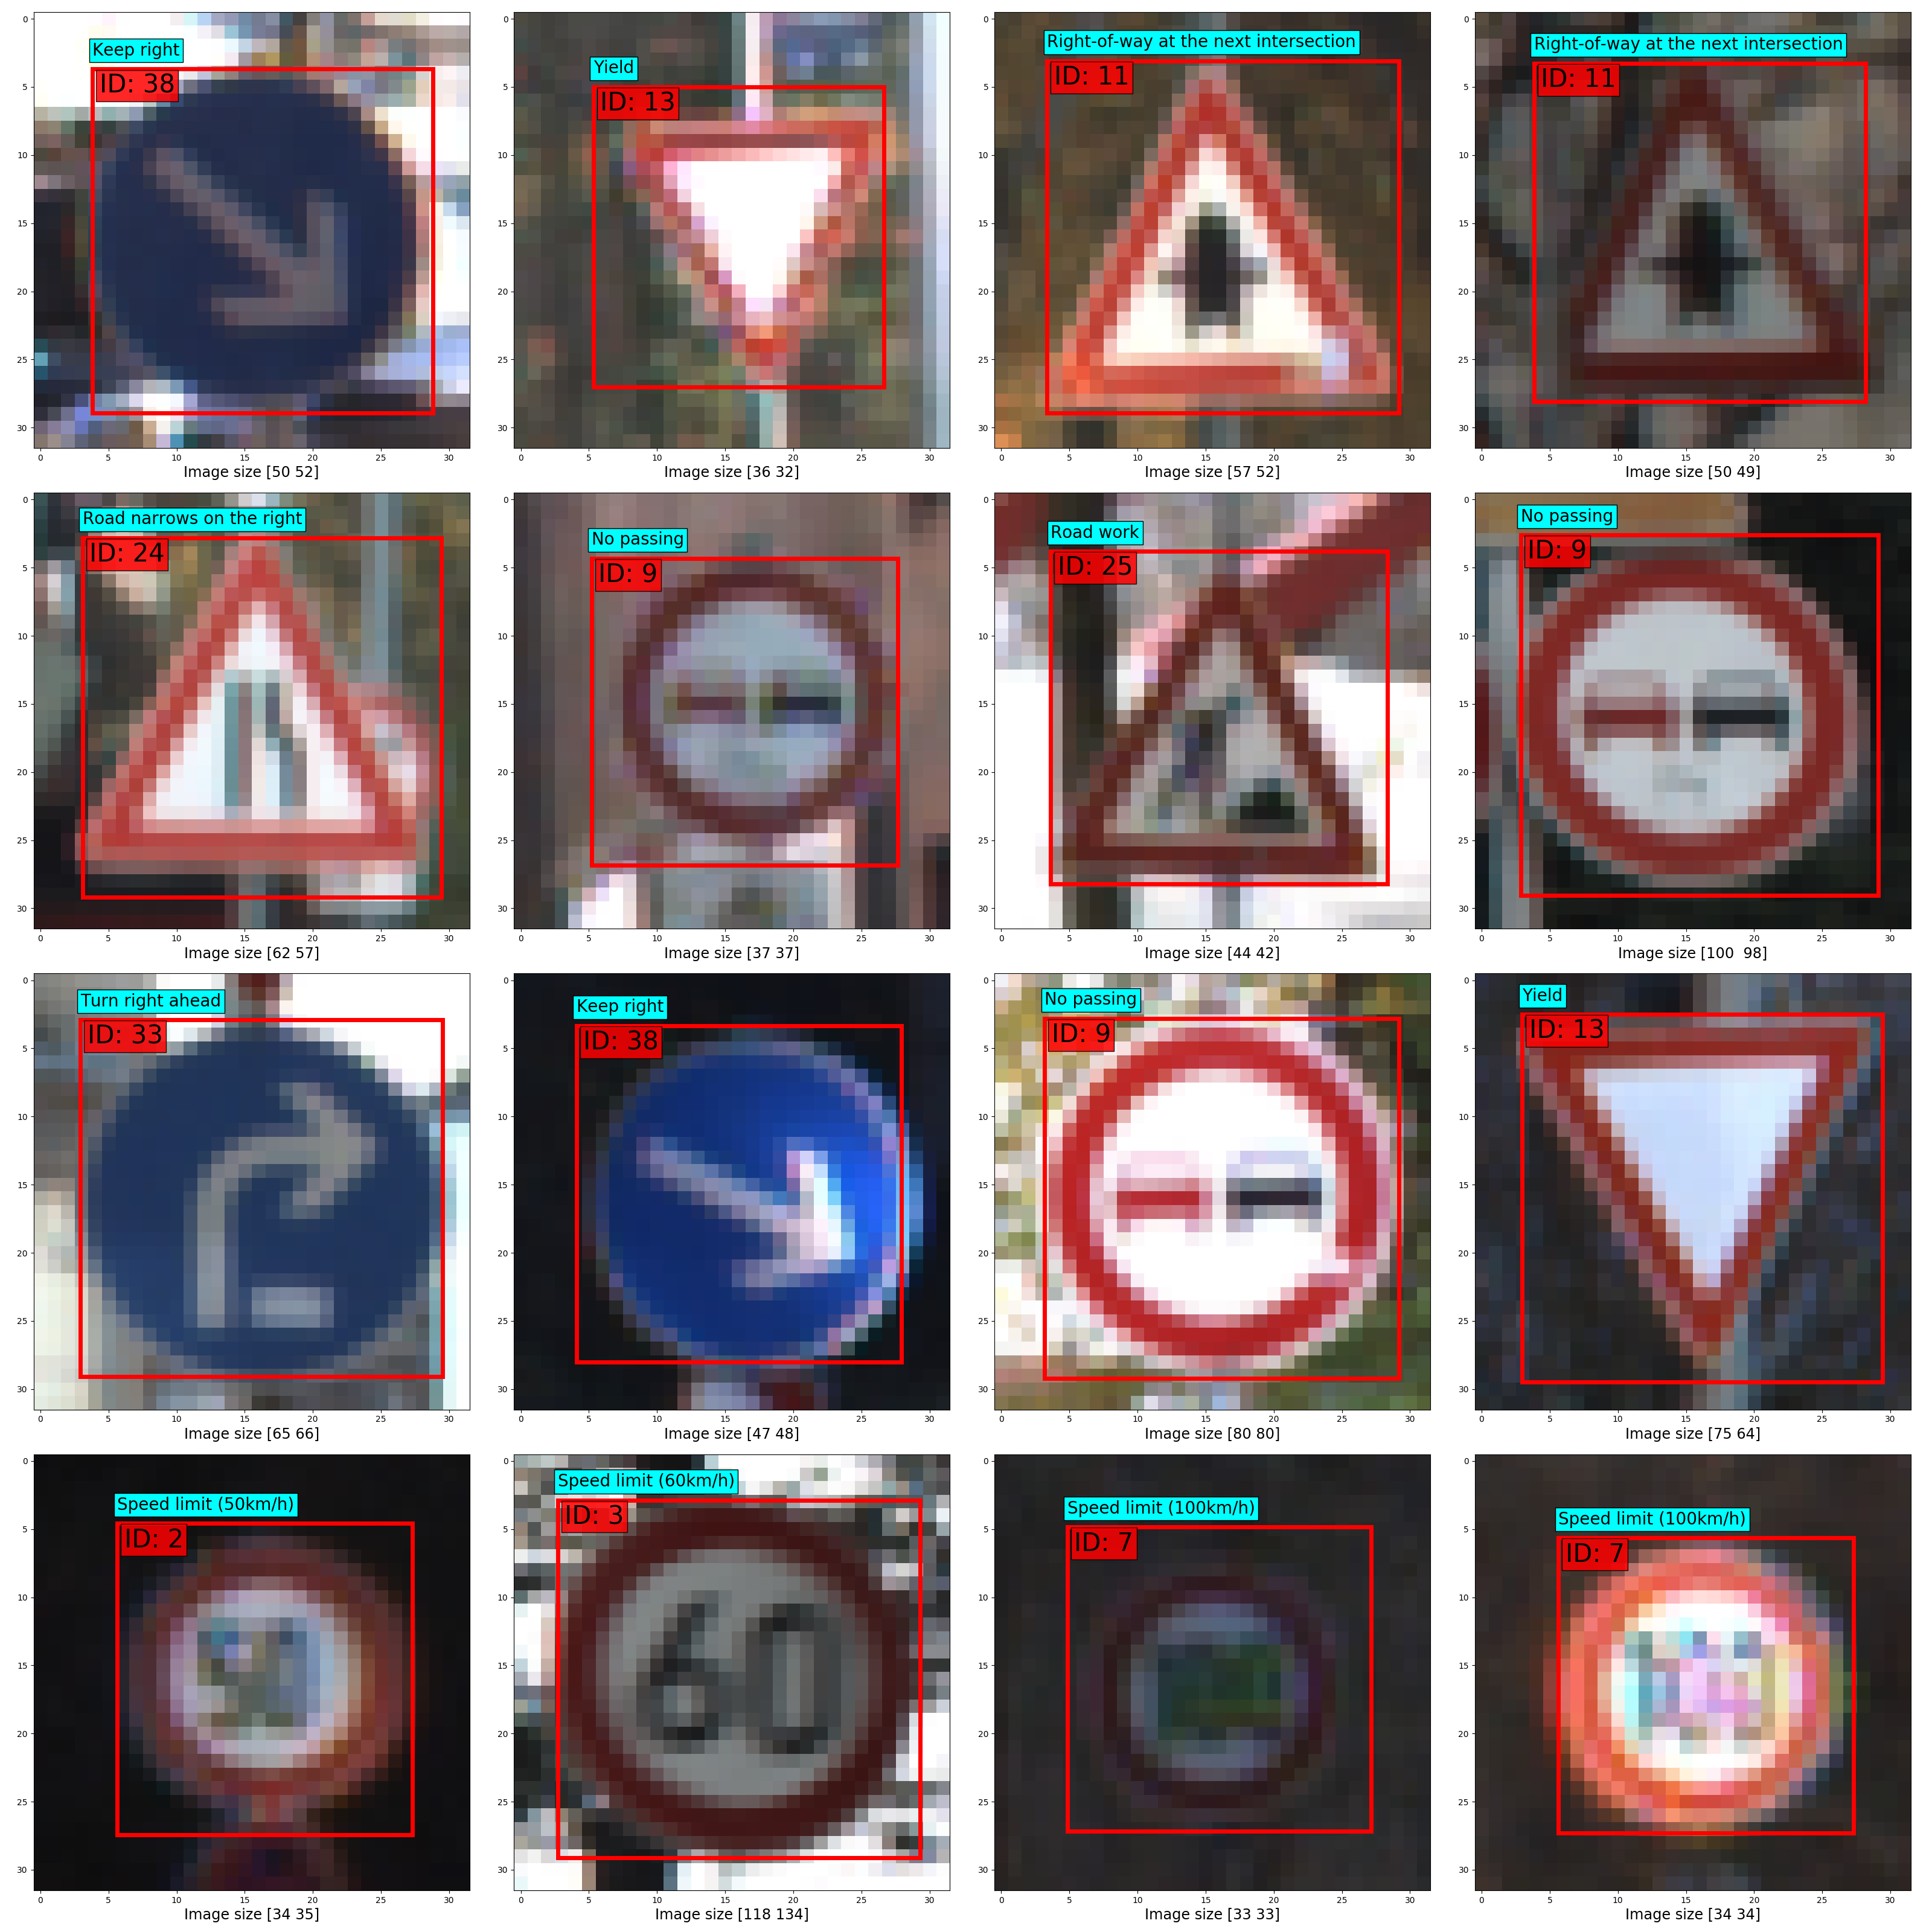 Keep right
ID: 38
Image size [50 52]
Yield
ID: 13
Image size [36 32]
Right-of-way at the next intersection
ID: 11
Image size [57 52]
Right-of-way at the next intersection
ID: 11
Image size [50 49]
Road narrows on the right
ID: 24
Image size [62 57]
No passing
ID: 9
Image size [37 37]
Road work
ID: 25
Image size [44 42]
No passing
ID: 9
Image size [100 98]
Turn right ahead
ID: 33
Image size [65 66]
Keep right
ID: 38
Image size [47 48]
No passing
ID: 9
Image size [80 80]
Yield
ID: 13
Image size [75 64]
Speed limit (50km/h)
ID: 2
Image size [34 35]
Speed limit (60km/h)
ID: 3
60
Image size [118 134]
Speed limit (100km/h)
ID: 7
Image size [33 33]
Speed limit (100km/h)
ID: 7
Image size [34 34]